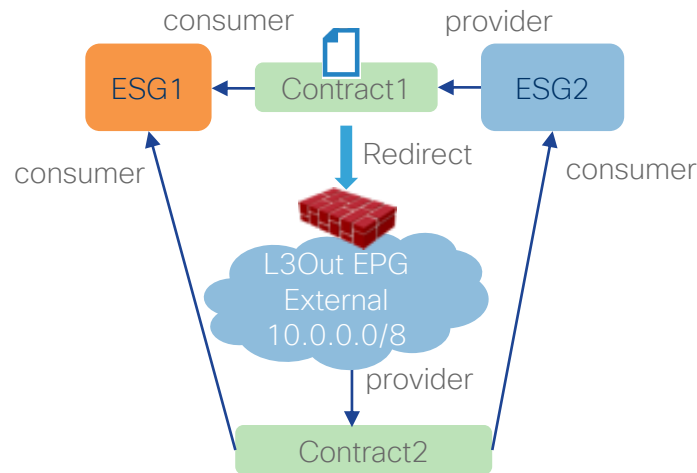 consumer
provider
ESG1
Contract1
ESG2
consumer
Redirect
consumer
L3Out EPG
External
10.0.0.0/8
provider
Contract2